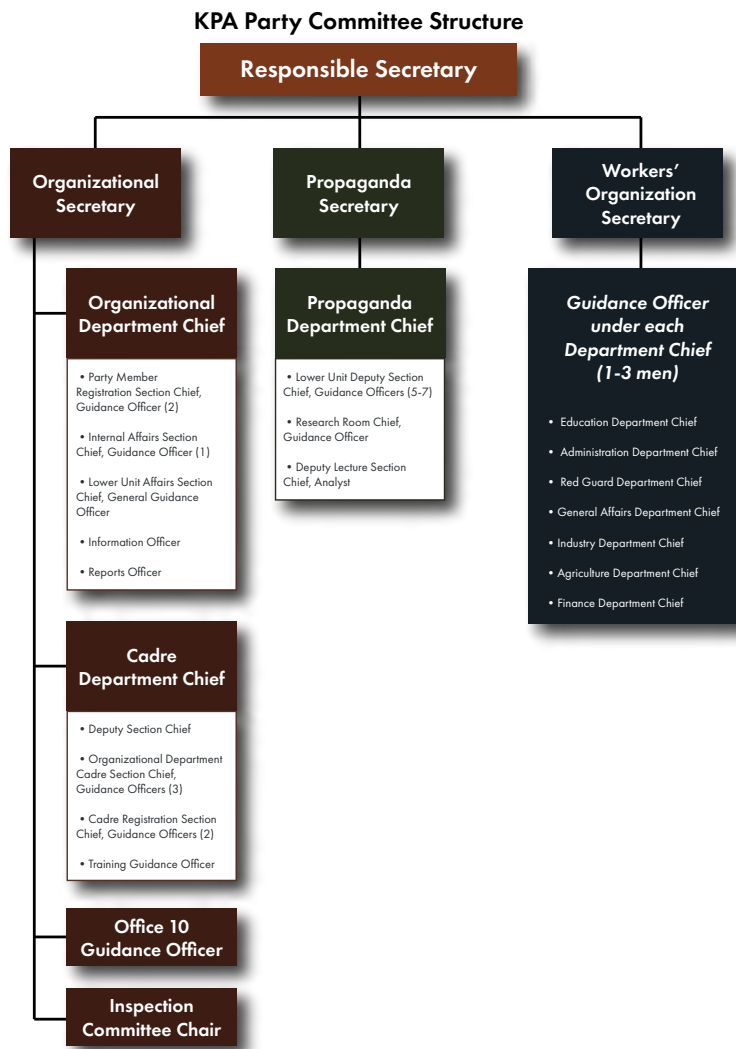 KPA Party Committee Structure
Responsible Secretary
Organizational
Secretary
Propaganda
Secretary
Workers'
Organization
Secretary
Organizational
Department Chief
• Party Member
Registration Section Chief,
Guidance Officer (2)
• Internal Affairs Section
Chief, Guidance Officer (1)
• Lower Unit Affairs Section
Chief, General Guidance
Officer
• Information Officer
• Reports Officer
Propaganda
Department Chief
• Lower Unit Deputy Section
Chief, Guidance Officers (5-7)
• Research Room Chief,
Guidance Officer
• Deputy Lecture Section
Chief, Analyst
Guidance Officer
under each
Department Chief
(1-3 men)
• Education Department Chief
• Administration Department Chief
• Red Guard Department Chief
• General Affairs Department Chief
• Industry Department Chief
• Agriculture Department Chief
• Finance Department Chief
Cadre
Department Chief
• Deputy Section Chief
• Organizational Department
Cadre Section Chief,
Guidance Officers (3)
• Cadre Registration Section
Chief, Guidance Officers (2)
• Training Guidance Officer
Office 10
Guidance Officer
Inspection
Committee Chair